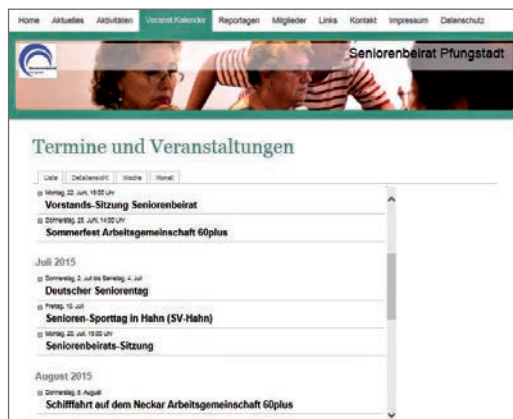 Home Aktuelles Aktivitäten Veranst.Kalender Reportagen Mitglieder Links Kontakt Impressum Datenschutz
Seniorenbeirat Pfungstadt
Termine und Veranstaltungen
Liste Detailansicht Woche Monat
Montag, 22. Juni, 15:00 Uhr
Vorstands-Sitzung Seniorenbeirat
Donnerstag, 25. Juni, 14:00 Uhr
Sommerfest Arbeitsgemeinschaft 60plus
Juli 2015
Donnerstag, 2. Juli bis Samstag, 4. Juli
Deutscher Seniorentag
Freitag, 10. Juli
Senioren-Sporttag in Hahn (SV-Hahn)
Montag, 20. Juli, 15:00 Uhr
Seniorenbeirats-Sitzung
August 2015
Donnerstag, 6. August
Schifffahrt auf dem Neckar Arbeitsgemeinschaft 60plus